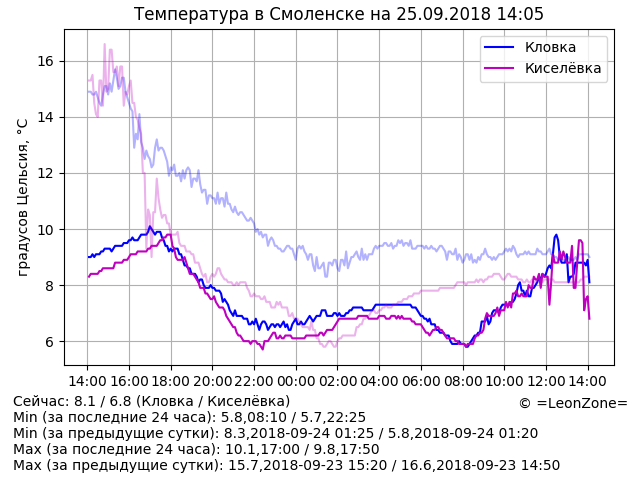 Температура в Смоленске на 25.09.2018 14:05
Кловка
Киселёвка
градусов Цельсия, °C
16
14
12
10
8
6
14:00 16:00 18:00 20:00 22:00 00:00 02:00 04:00 06:00 08:00 10:00 12:00 14:00
Сейчас: 8.1 / 6.8 (Кловка / Киселёвка)
© =LeonZone=
Min (за последние 24 часа): 5.8,08:10 / 5.7,22:25
Min (за предыдущие сутки): 8.3,2018-09-24 01:25 / 5.8,2018-09-24 01:20
Max (за последние 24 часа): 10.1,17:00 / 9.8,17:50
Max (за предыдущие сутки): 15.7,2018-09-23 15:20 / 16.6,2018-09-23 14:50